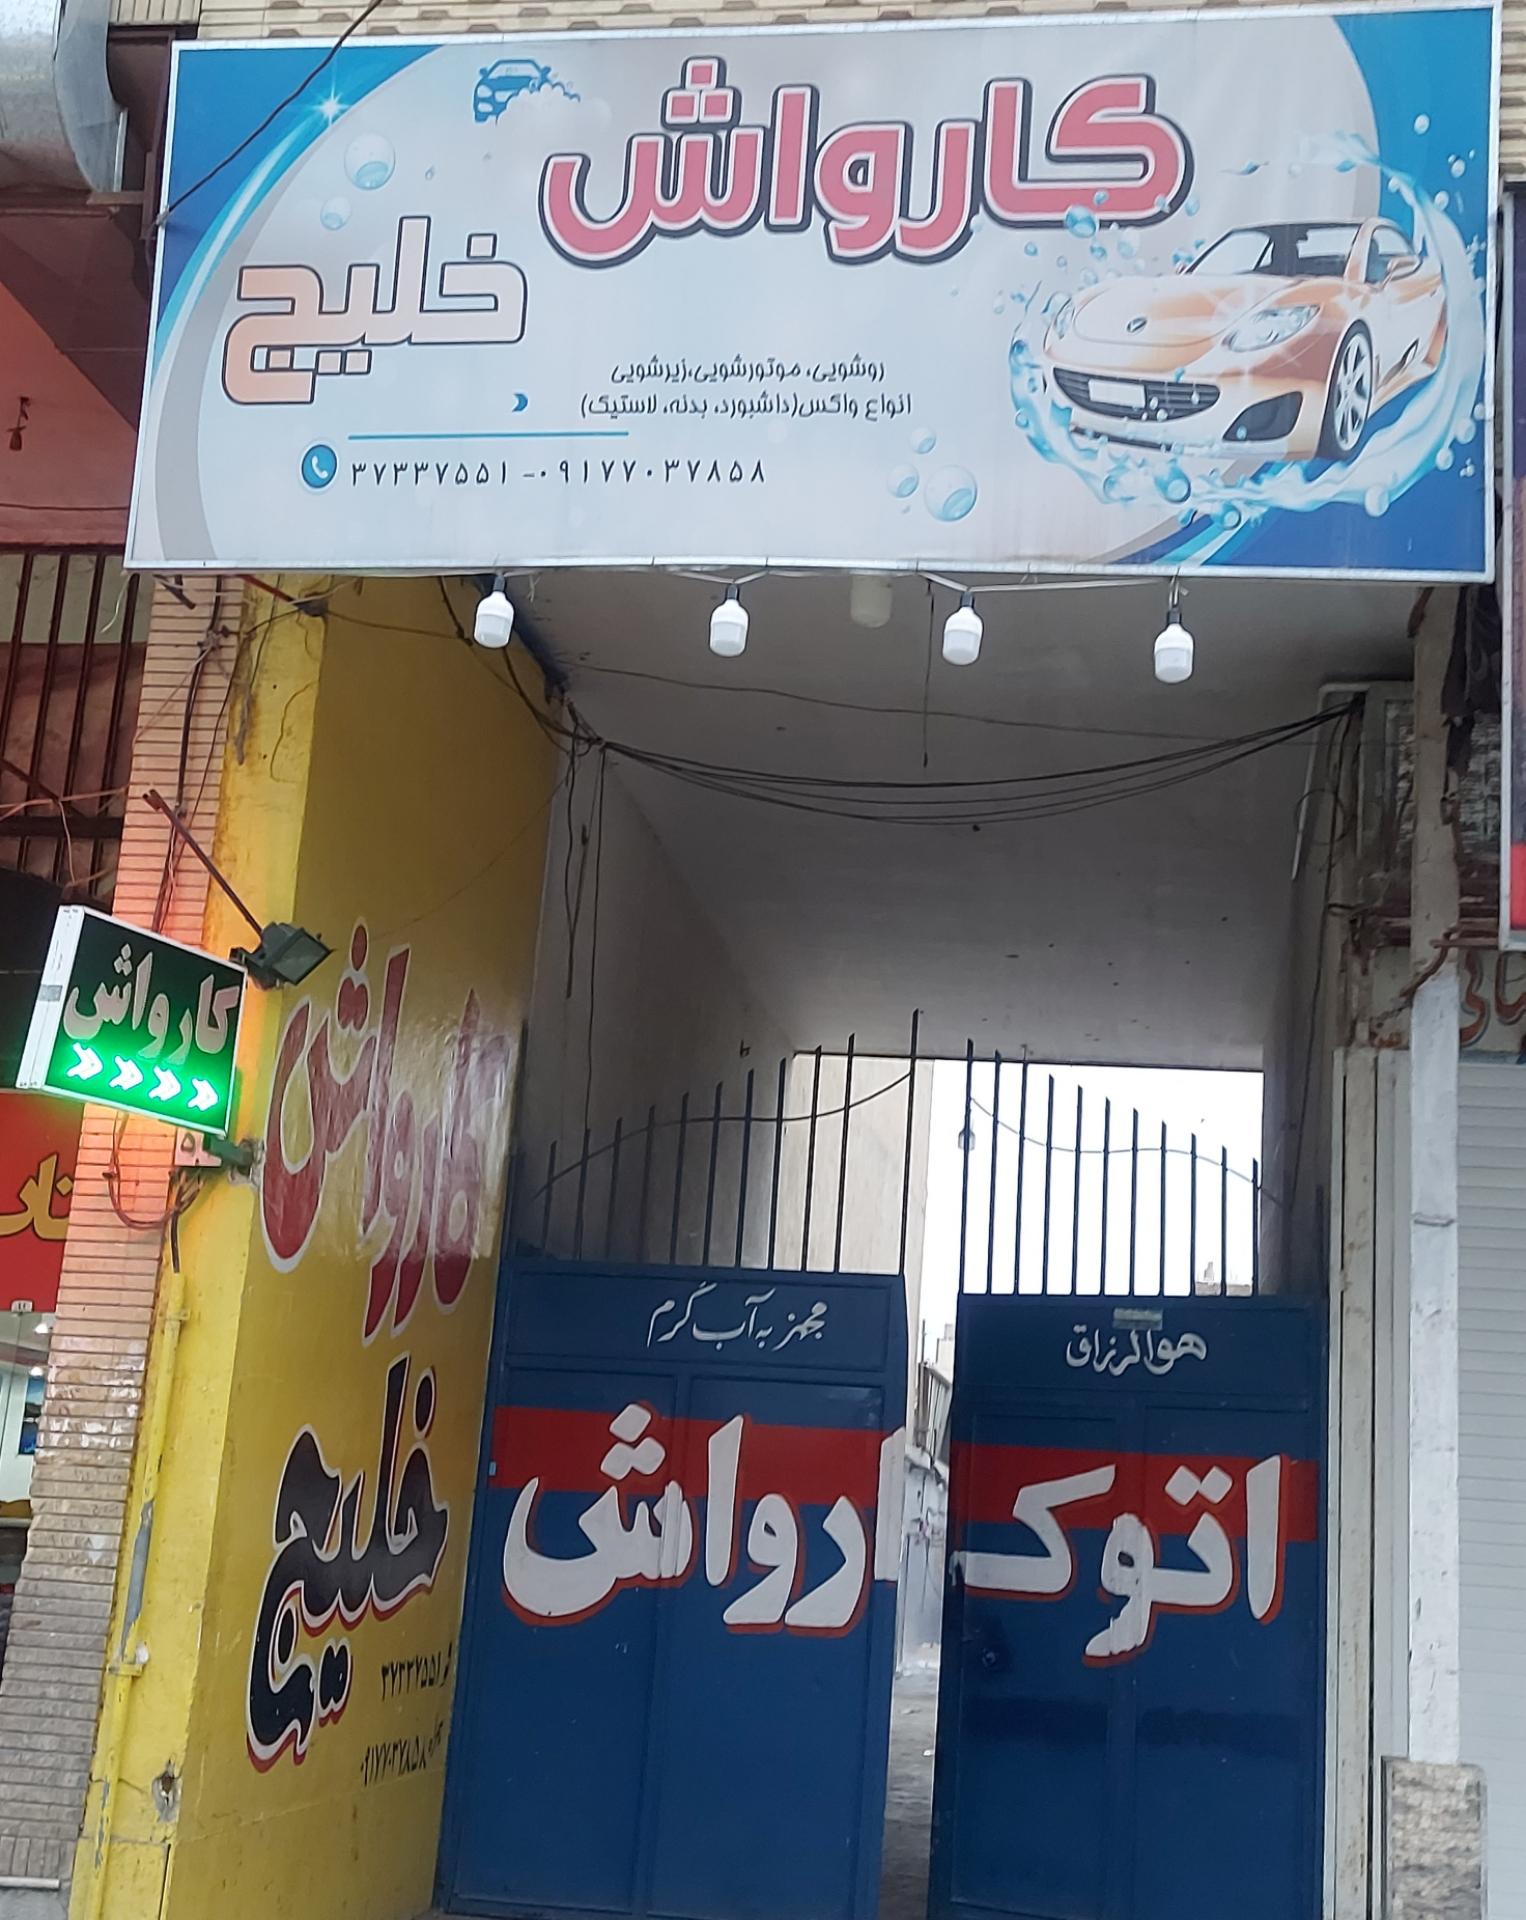 کارواش
خلیج
روشویی، موتورشویی،زیرشویی
انواع واکس(داشبورد، بدنه، لاستیک)
۳۷۳۳۷۵۵۱ -۰۹۱۷۷۰۳۷۸۵۸
کارواش
کارواش
خلیج
۳۷۳۳۷۵۵۱
۰۹۱۷۷۰۳۷۸۵۸
هوالرزاق
مجهز به آب گرم
اتوکارواش